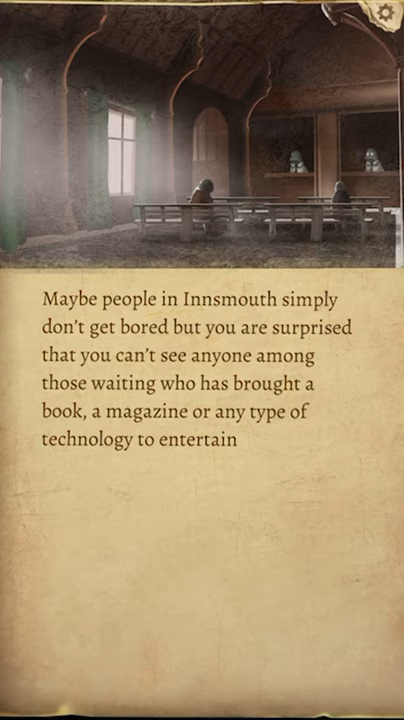 Maybe people in Innsmouth simply
don't get bored but you are surprised
that you can't see anyone among
those waiting who has brought a
book, a magazine or any type of
technology to entertain